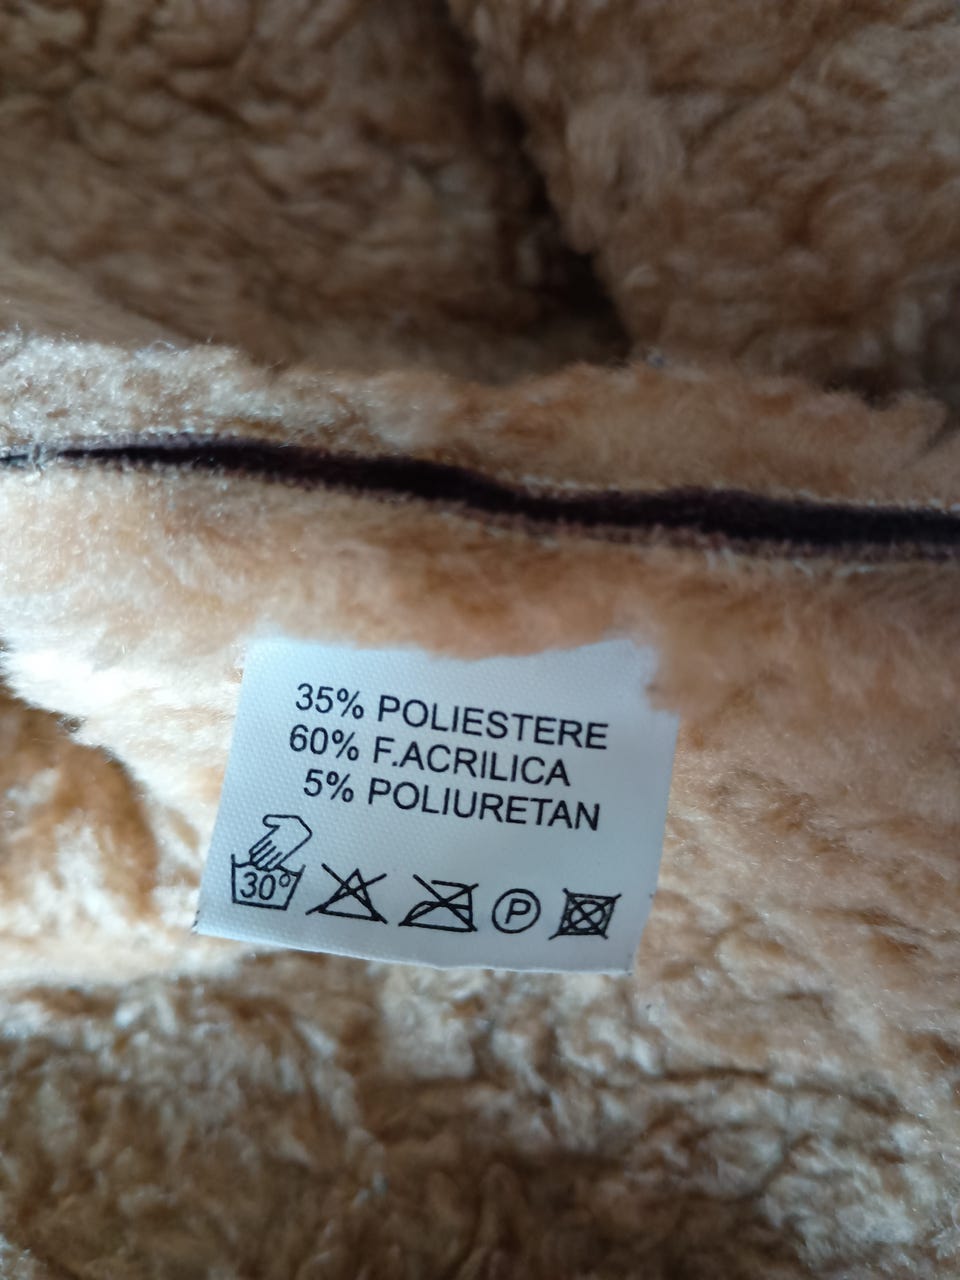 35% POLIESTERE
60% F.ACRILICA
5% POLIURETAN
30° P